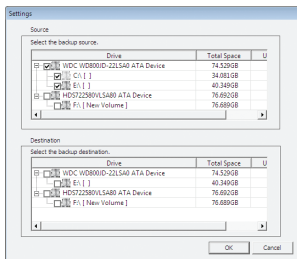 Settings
Source
Select the backup source.
Drive Total Space U
WDC WD800JD-22LSA0 ATA Device 74.529GB
C:\ [ ] 34.081GB
E:\ [ ] 40.349GB
HDS722580VLSA80 ATA Device 76.692GB
F:\ [ New Volume ] 76.689GB
Destination
Select the backup destination.
Drive Total Space U
WDC WD800JD-22LSA0 ATA Device 74.529GB
E:\ [ ] 40.349GB
HDS722580VLSA80 ATA Device 76.692GB
F:\ [ New Volume ] 76.689GB
OK Cancel